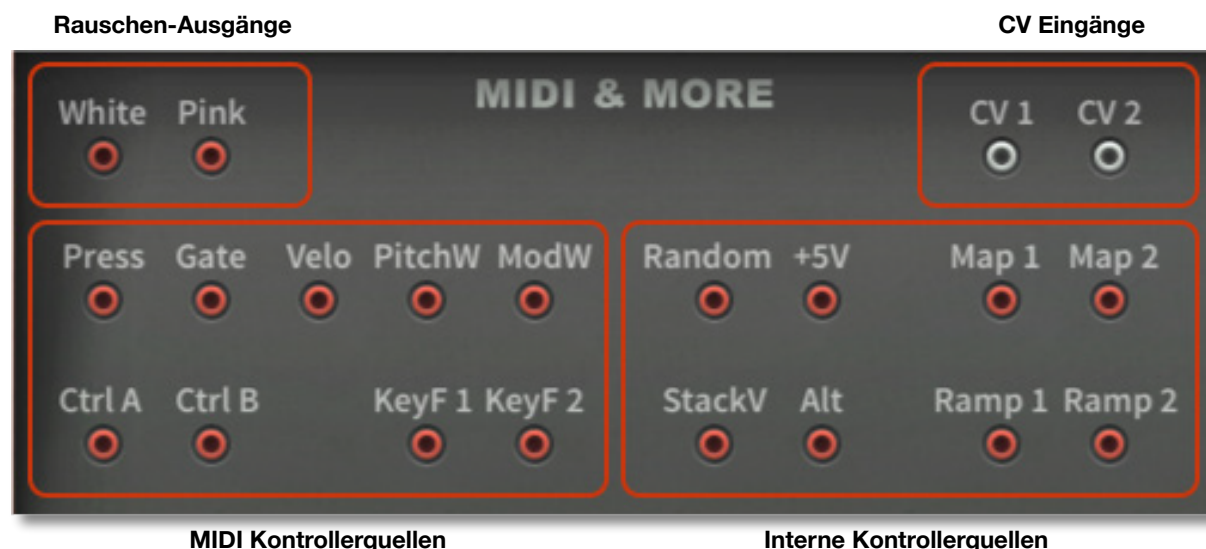 Rauschen-Ausgänge
CV Eingänge
MIDI & MORE
White Pink
CV 1 CV 2
Press Gate Velo PitchW ModW
Random +5V Map 1 Map 2
Ctrl A Ctrl B KeyF 1 KeyF 2
StackV Alt Ramp 1 Ramp 2
MIDI Kontrollerquellen
Interne Kontrollerquellen